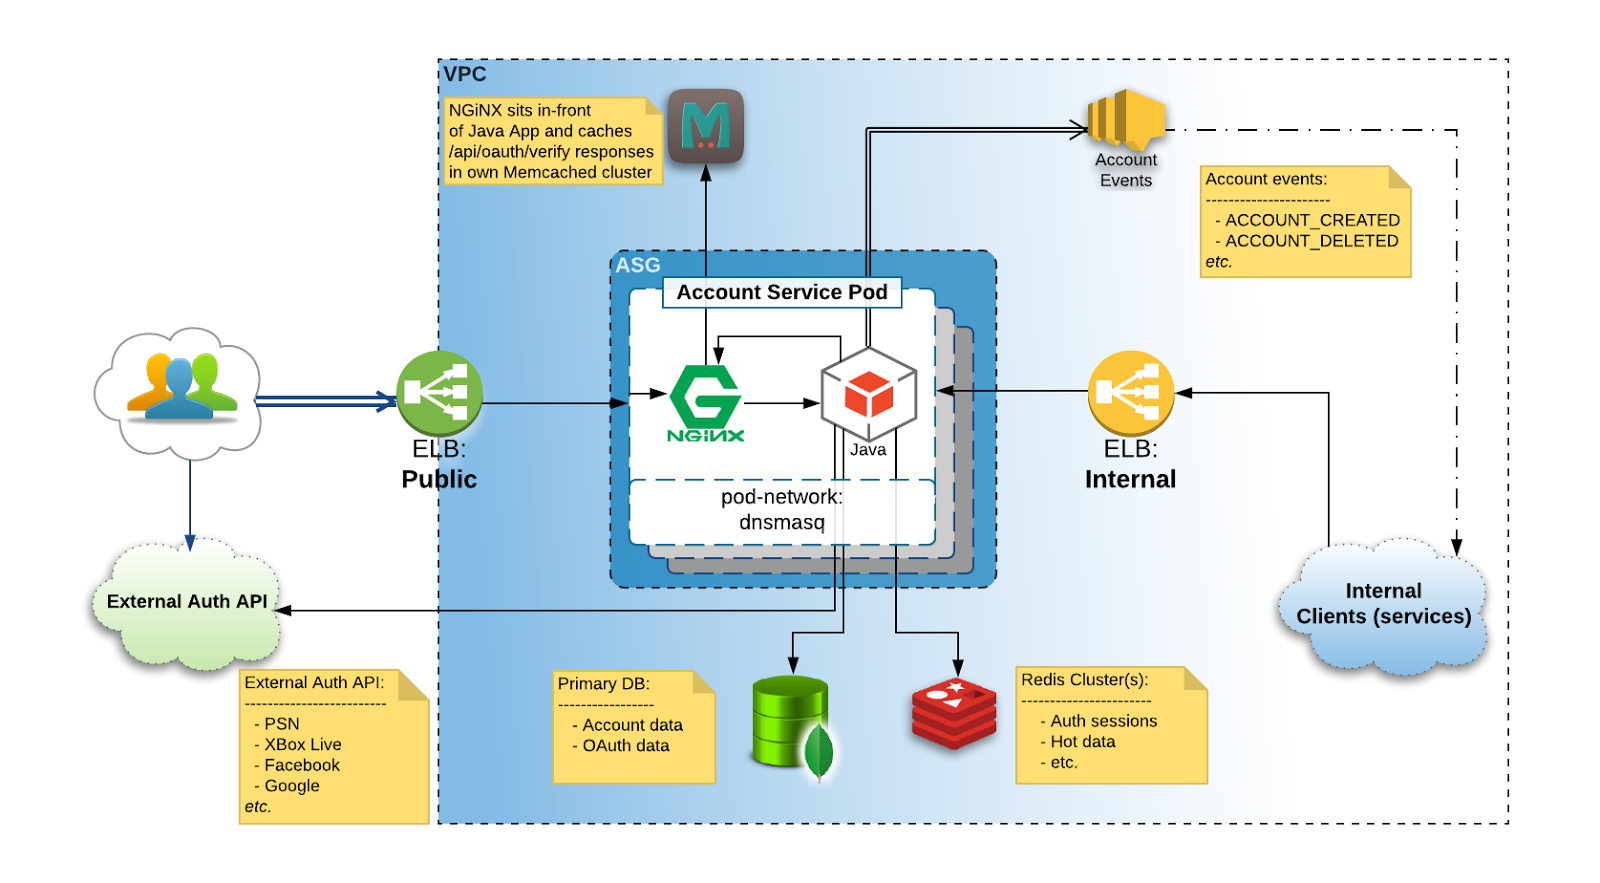 VPC
NGiNX sits in-front
of Java App and caches
/api/oauth/verify responses
in own Memcached cluster
Account
Events
Account events:
-----------------------
- ACCOUNT_CREATED
- ACCOUNT_DELETED
etc.
ASG
Account Service Pod
NGiNX
Java
pod-network:
dnsmasq
ELB:
Public
ELB:
Internal
External Auth API
Internal
Clients (services)
External Auth API:
--------------------------
- PSN
- XBox Live
- Facebook
- Google
etc.
Primary DB:
-----------------
- Account data
- OAuth data
Redis Cluster(s):
------------------------
- Auth sessions
- Hot data
- etc.